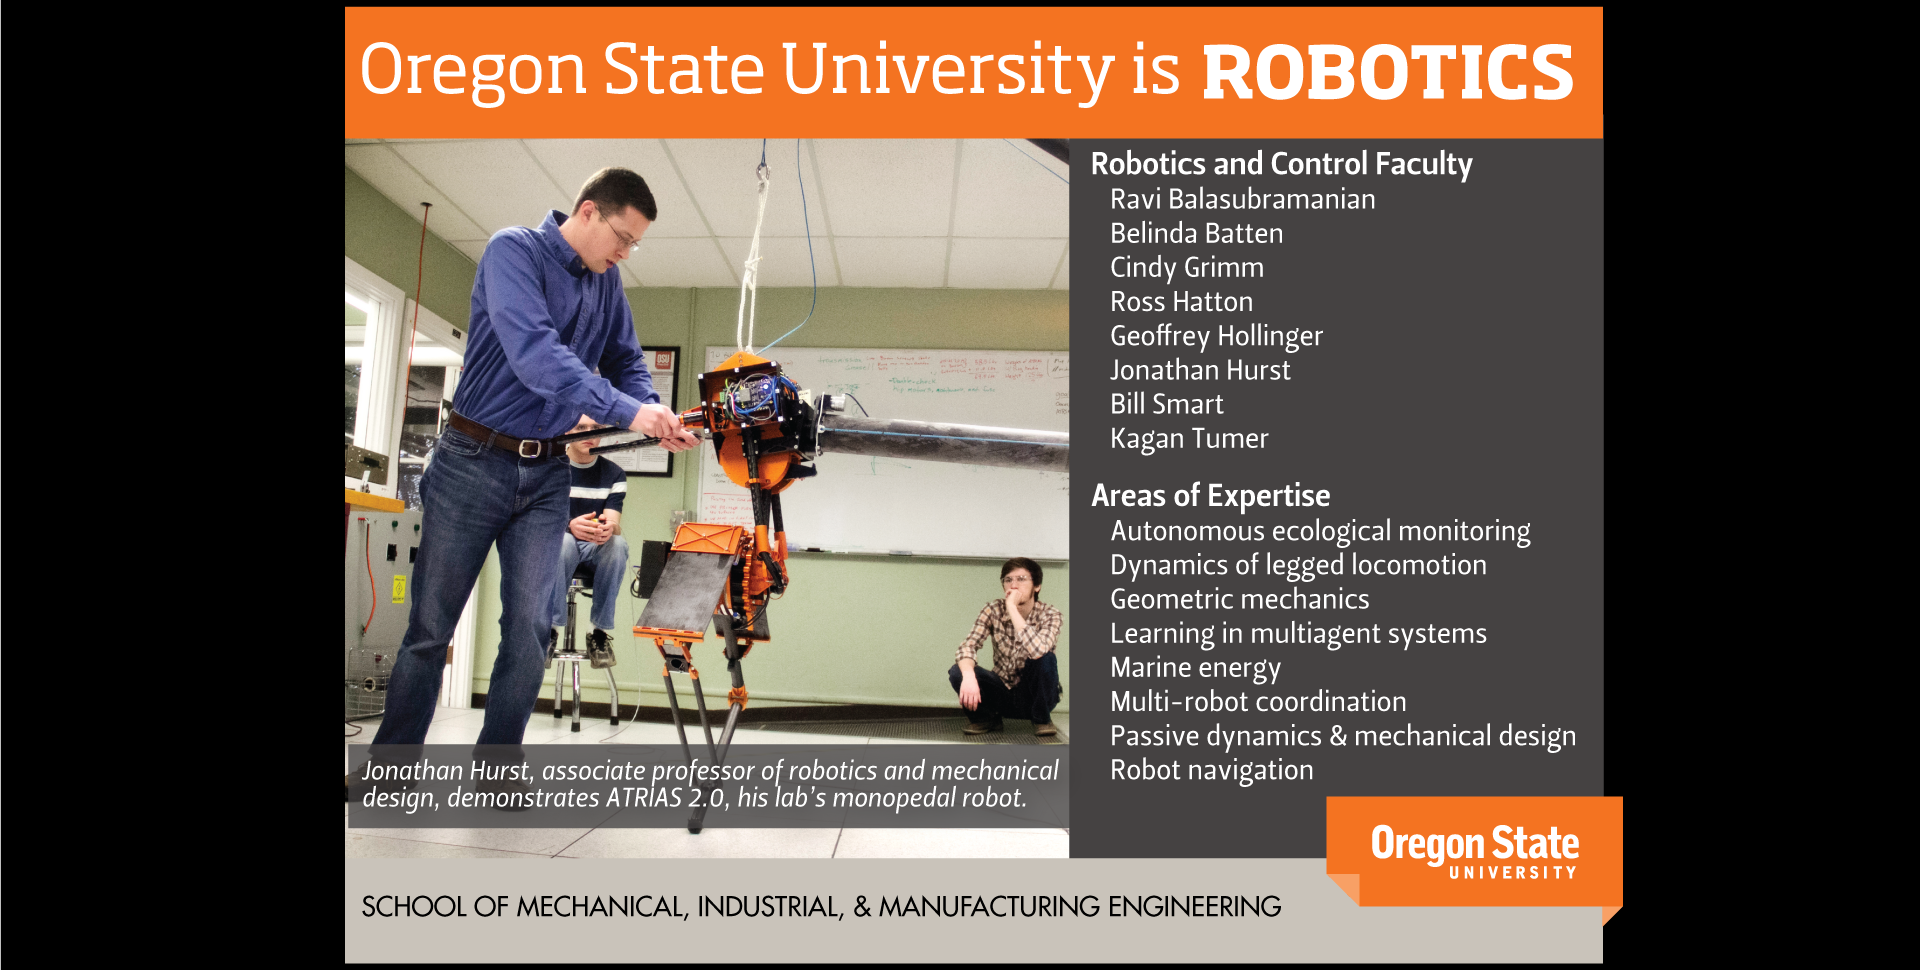 Oregon State University is ROBOTICS
Robotics and Control Faculty
Ravi Balasubramanian
Belinda Batten
Cindy Grimm
Ross Hatton
Geoffrey Hollinger
Jonathan Hurst
Bill Smart
Kagan Tumer
Areas of Expertise
Autonomous ecological monitoring
Dynamics of legged locomotion
Geometric mechanics
Learning in multiagent systems
Marine energy
Multi-robot coordination
Passive dynamics & mechanical design
Robot navigation
OSU
Jonathan Hurst, associate professor of robotics and mechanical
design, demonstrates ATRIAS 2.0, his lab's monopedal robot.
Oregon State
UNIVERSITY
SCHOOL OF MECHANICAL, INDUSTRIAL, & MANUFACTURING ENGINEERING